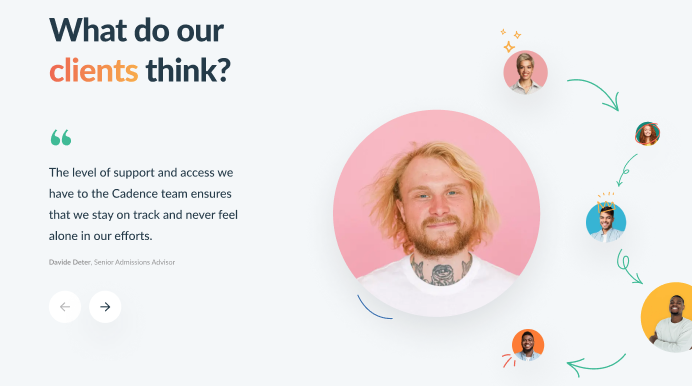 What do our
clients think?
“
The level of support and access we
have to the Cadence team ensures
that we stay on track and never feel
alone in our efforts.
Davide Deter, Senior Admissions Advisor